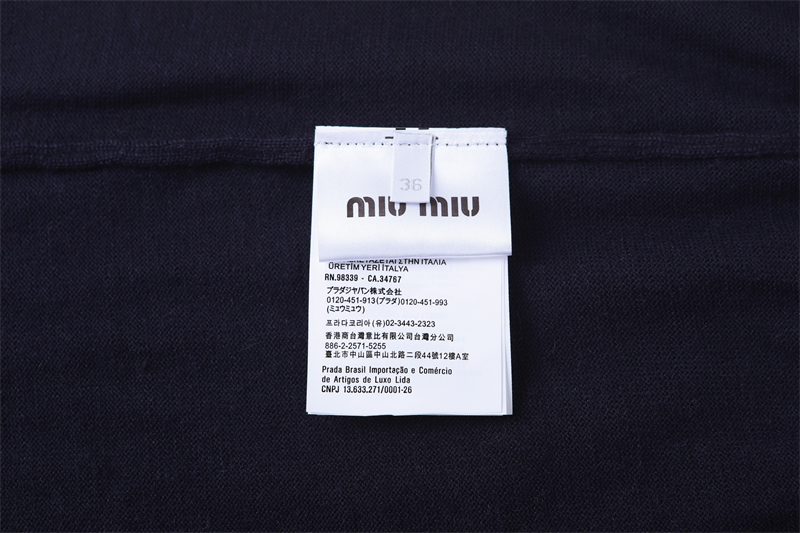 36
miu miu
ΣΤΗΝ ΙΤΑΛΙΑ
ÜRETİM YERİ İTALYA
RN.98339 - CA.34767
プラダジャパン株式会社
0120-451-913(プラダ)0120-451-993
(ミュウミュウ)
프라다코리아(유)02-3443-2323
香港商台灣意比有限公司台灣分公司
886-2-2571-5255
臺北市中山區中山北路二段44號12樓A室
Prada Brasil Importação e Comércio
de Artigos de Luxo Lida
CNPJ 13.633.271/0001-26